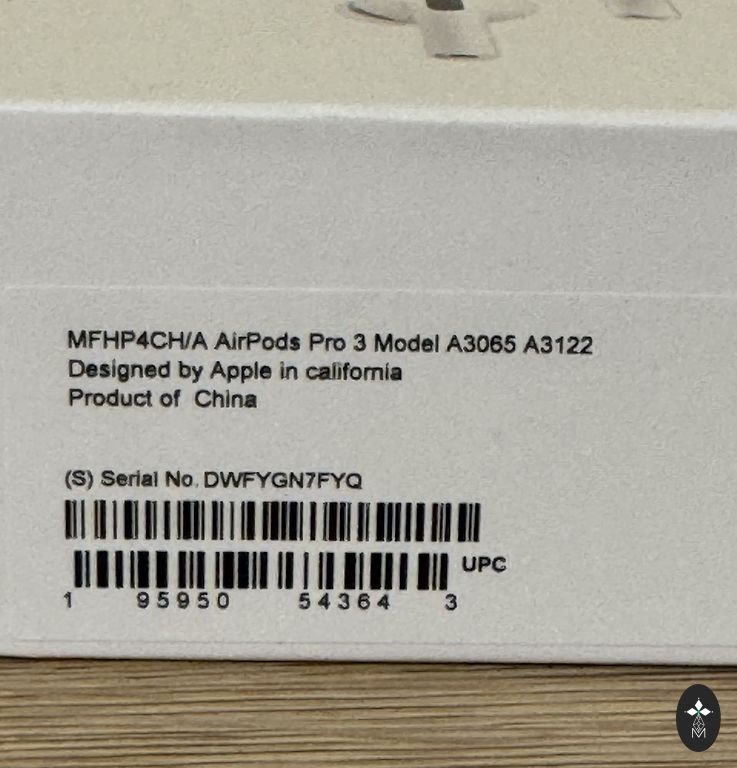 MFHP4CH/A AirPods Pro 3 Model A3065 A3122
Designed by Apple in california
Product of China
(S) Serial No. DWFYGN7FYQ
UPC
1 95950 54364 3
M